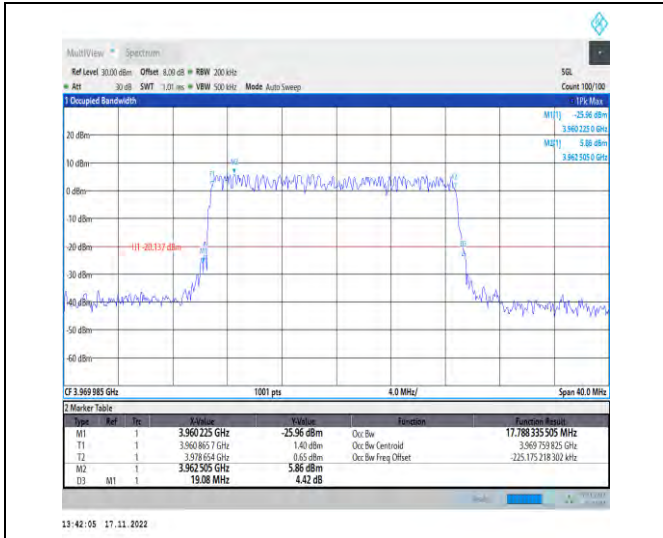 MultiView Spectrum
Ref Level 30.00 dBm Offset 8.09 dB RBW 200 kHz SGL
Att 30 dB SWT 1.01 ms VBW 500 kHz Mode Auto Sweep Count 100/100
1 Occupied Bandwidth 1Pk Max
M1[1] -25.96 dBm
3.960 225 0 GHz
20 dBm M2[1] 5.86 dBm
3.962 505 0 GHz
10 dBm
M2
T1 T2
0 dBm
-10 dBm
-20 dBm H1 -20.137 dBm
M1 D3
-30 dBm
-40 dBm
-50 dBm
-60 dBm
CF 3.969 985 GHz 1001 pts 4.0 MHz/ Span 40.0 MHz
2 Marker Table
Type Ref Trc X-Value Y-Value Function Function Result
M1 1 3.960 225 GHz -25.96 dBm Occ Bw 17.788 335 505 MHz
T1 1 3.960 865 7 GHz 1.40 dBm Occ Bw Centroid 3.969 759 825 GHz
T2 1 3.978 654 GHz 0.65 dBm Occ Bw Freq Offset -225.175 218 302 kHz
M2 1 3.962 505 GHz 5.86 dBm
D3 M1 1 19.08 MHz 4.42 dB
13:42:05 17.11.2022